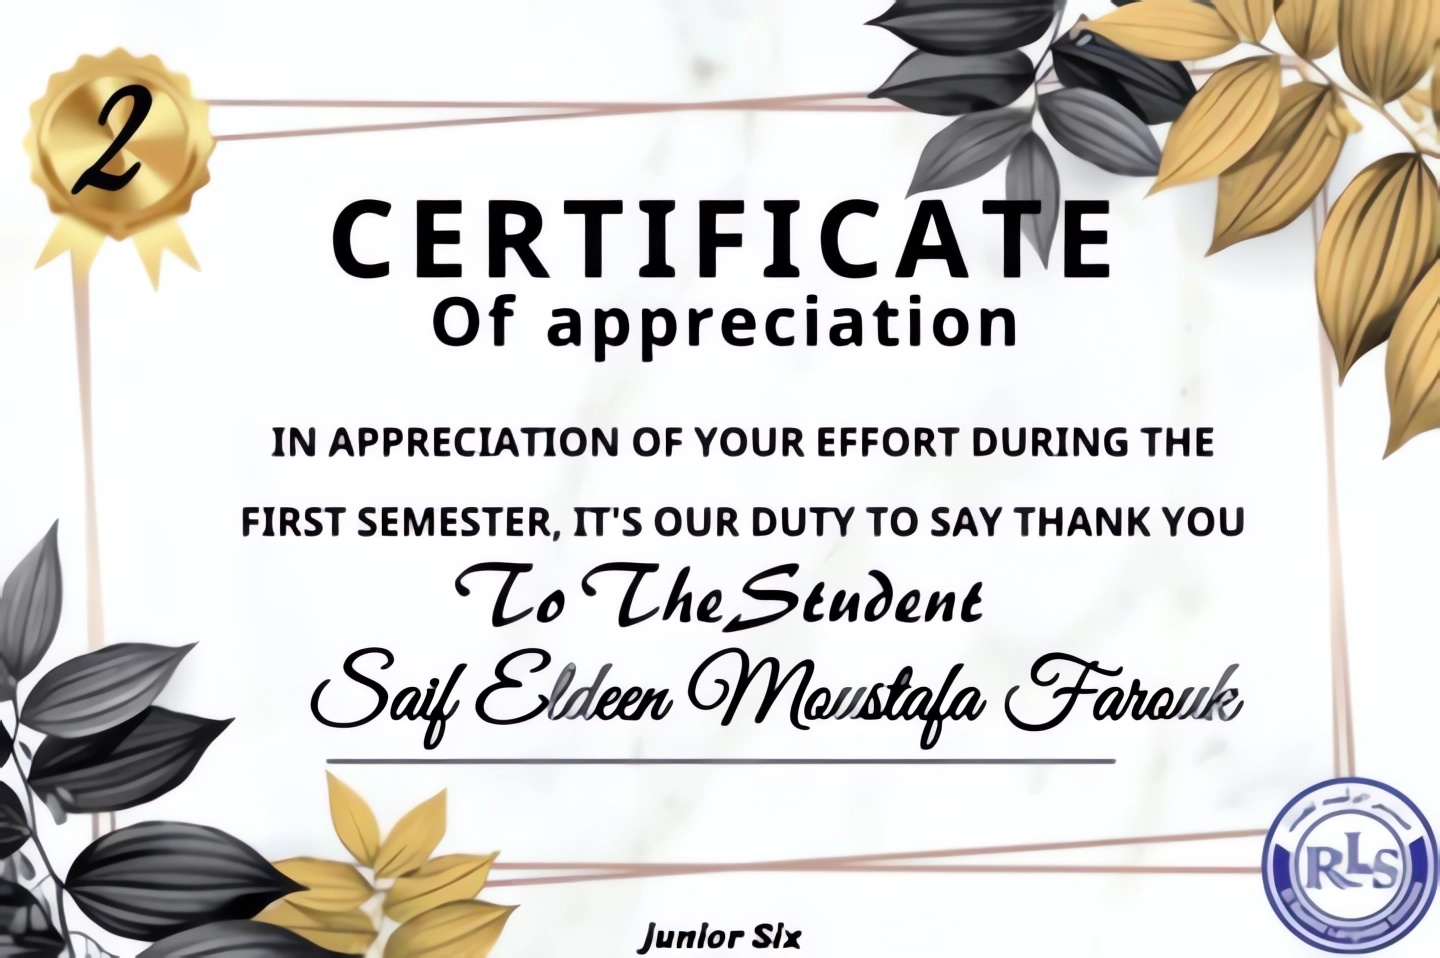 2
CERTIFICATE
Of appreciation
IN APPRECIATION OF YOUR EFFORT DURING THE
FIRST SEMESTER, IT'S OUR DUTY TO SAY THANK YOU
To The Student
Saif Eldeen Moustafa Farouk
RLS
Junior Six